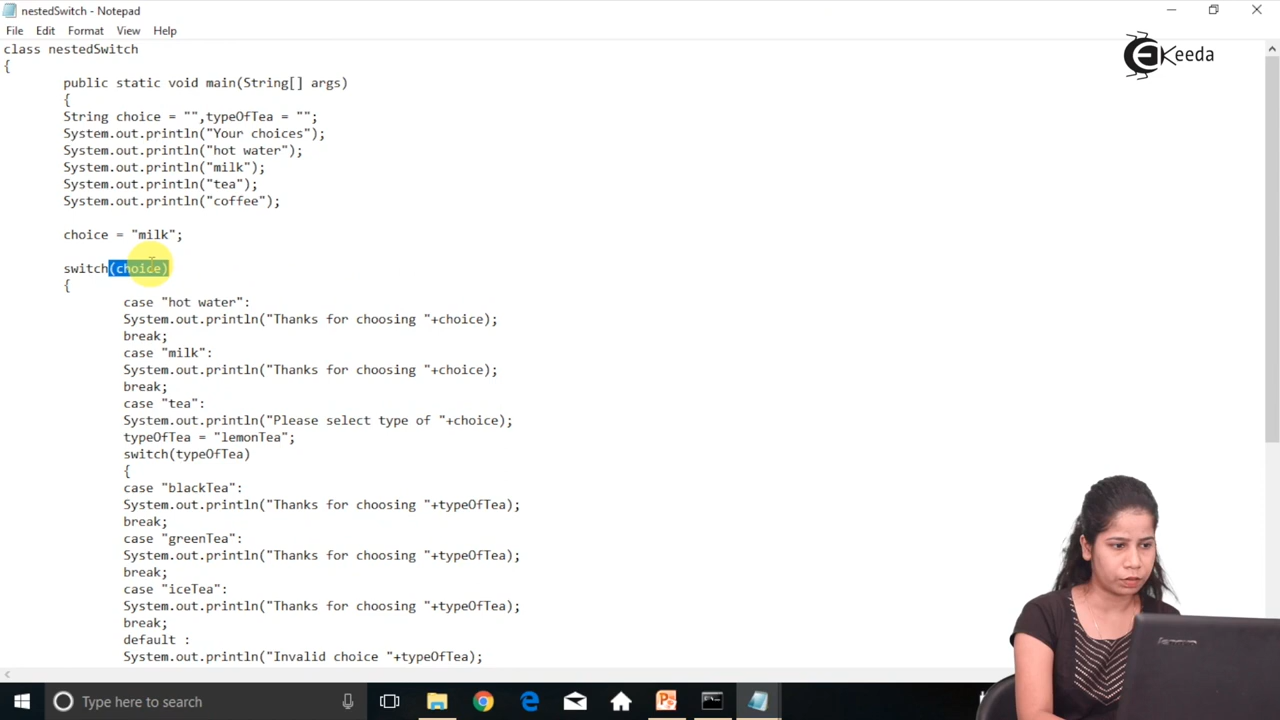 nestedSwitch - Notepad
File Edit Format View Help
class nestedSwitch
{
public static void main(String[] args)
{
String choice = "",typeOfTea = "";
System.out.println("Your choices");
System.out.println("hot water");
System.out.println("milk");
System.out.println("tea");
System.out.println("coffee");
choice = "milk";
switch(choice)
{
case "hot water":
System.out.println("Thanks for choosing "+choice);
break;
case "milk":
System.out.println("Thanks for choosing "+choice);
break;
case "tea":
System.out.println("Please select type of "+choice);
typeOfTea = "lemonTea";
switch(typeOfTea)
{
case "blackTea":
System.out.println("Thanks for choosing "+typeOfTea);
break;
case "greenTea":
System.out.println("Thanks for choosing "+typeOfTea);
break;
case "iceTea":
System.out.println("Thanks for choosing "+typeOfTea);
break;
default :
System.out.println("Invalid choice "+typeOfTea);
Type here to search
Ekeeda